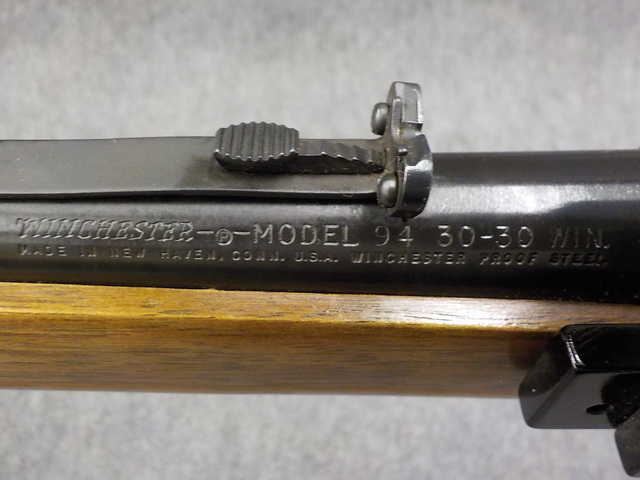 WINCHESTER-®-MODEL 94 30-30 WIN.
MADE IN NEW HAVEN, CONN. U.S.A. WINCHESTER PROOF STEEL